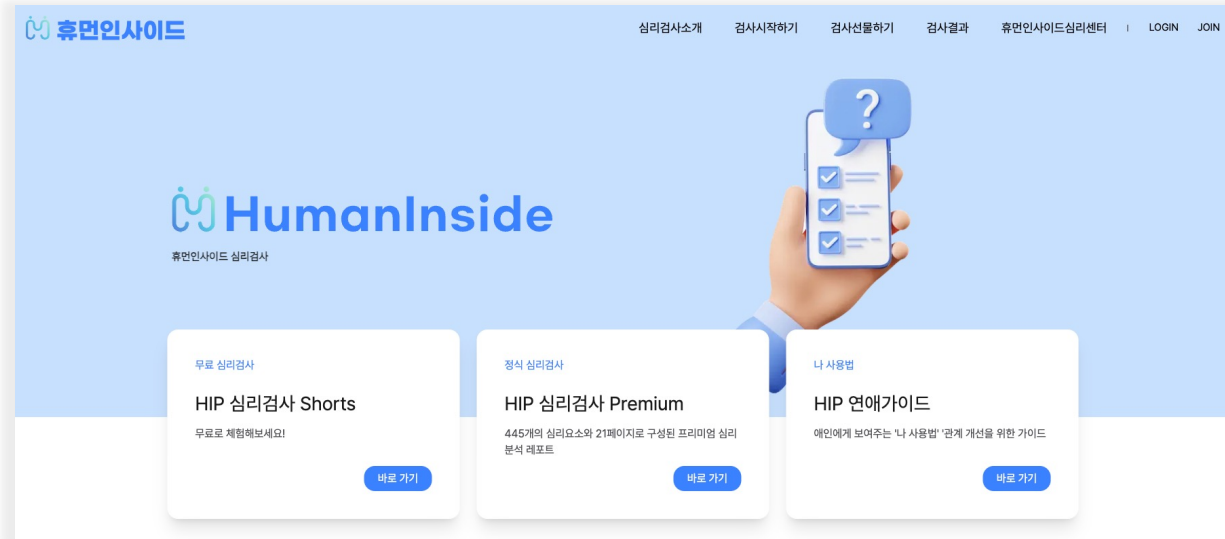 휴먼인사이드
심리검사소개 검사시작하기 검사선물하기 검사결과 휴먼인사이드심리센터 LOGIN JOIN
?
HumanInside
휴먼인사이드 심리검사
무료 심리검사
HIP 심리검사 Shorts
무료로 체험해보세요!
바로 가기
정식 심리검사
HIP 심리검사 Premium
445개의 심리요소와 21페이지로 구성된 프리미엄 심리
분석 레포트
바로 가기
나 사용법
HIP 연애가이드
애인에게 보여주는 '나 사용법' '관계 개선을 위한 가이드
바로 가기